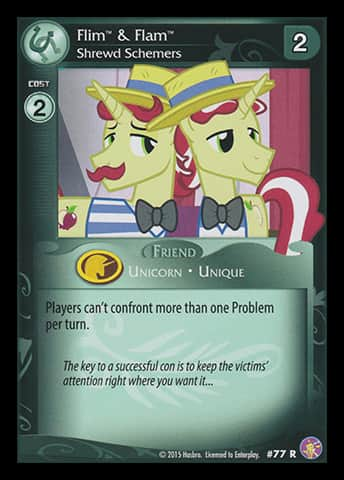 Flim™ & Flam™
Shrewd Schemers
2
COST
2
FRIEND
UNICORN • UNIQUE
Players can't confront more than one Problem
per turn.
The key to a successful con is to keep the victims'
attention right where you want it...
© 2015 Hasbro. Licensed to Enterplay. #77 R